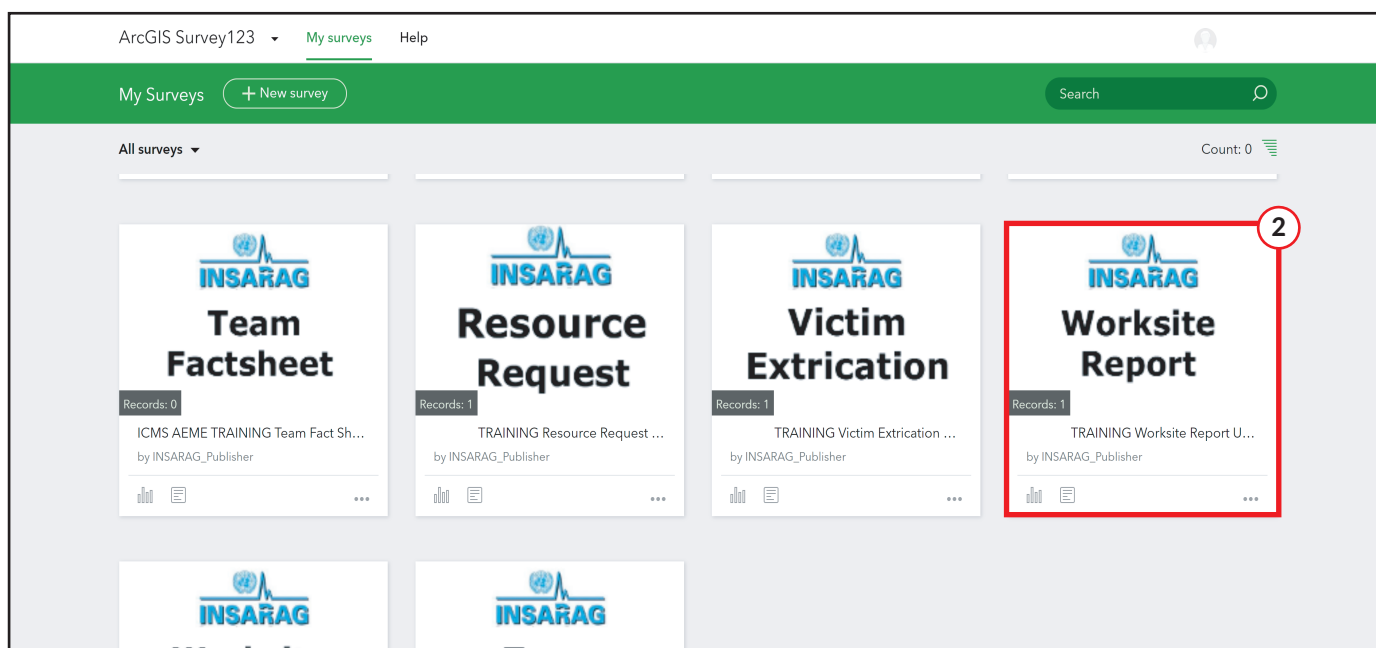 ArcGIS Survey123 My surveys Help
My Surveys + New survey Search
All surveys Count: 0
2
INSARAG INSARAG INSARAG INSARAG
Team Factsheet
Records: 0
ICMS AEME TRAINING Team Fact Sh...
by INSARAG_Publisher
Resource Request
Records: 1
TRAINING Resource Request ...
by INSARAG_Publisher
Victim Extrication
Records: 1
TRAINING Victim Extrication ...
by INSARAG_Publisher
Worksite Report
Records: 1
TRAINING Worksite Report U...
by INSARAG_Publisher
INSARAG INSARAG